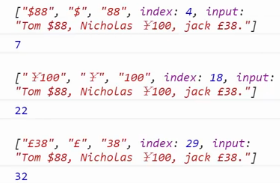 ["$88", "$", "88", index: 4, input:
"Tom $88, Nicholas ¥100, jack £38."]
7
["¥100", "¥", "100", index: 18, input:
"Tom $88, Nicholas ¥100, jack £38."]
22
["£38", "£", "38", index: 29, input:
"Tom $88, Nicholas ¥100, jack £38."]
32